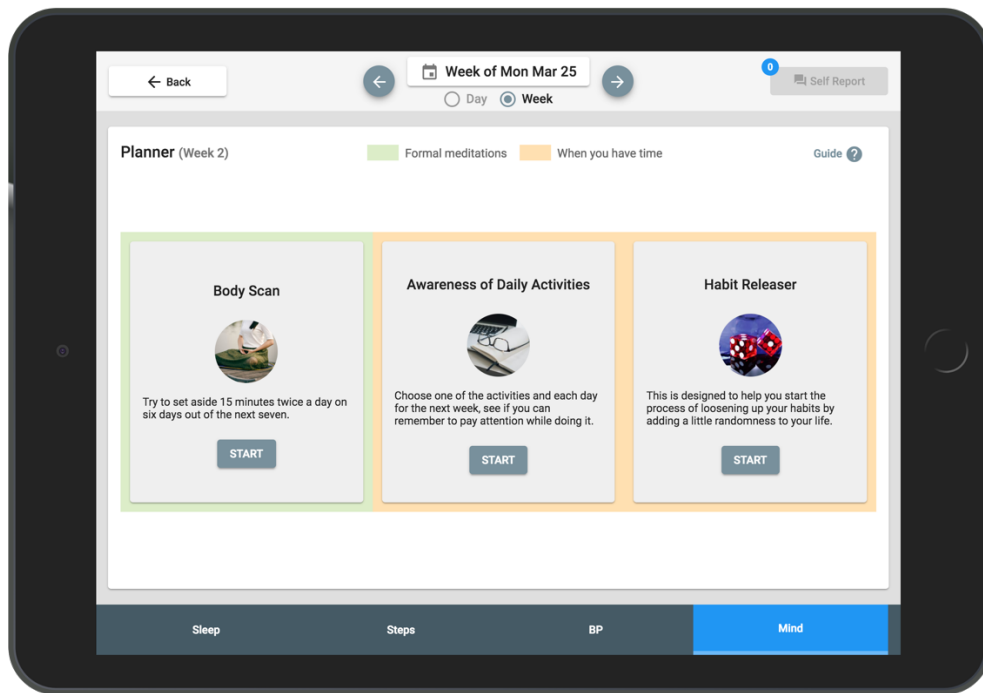 Back
Week of Mon Mar 25
Day Week
0
Self Report
Planner (Week 2)
Formal meditations
When you have time
Guide ?
Body Scan
Try to set aside 15 minutes twice a day on
six days out of the next seven.
START
Awareness of Daily Activities
Choose one of the activities and each day
for the next week, see if you can
remember to pay attention while doing it.
START
Habit Releaser
This is designed to help you start the
process of loosening up your habits by
adding a little randomness to your life.
START
Sleep
Steps
BP
Mind